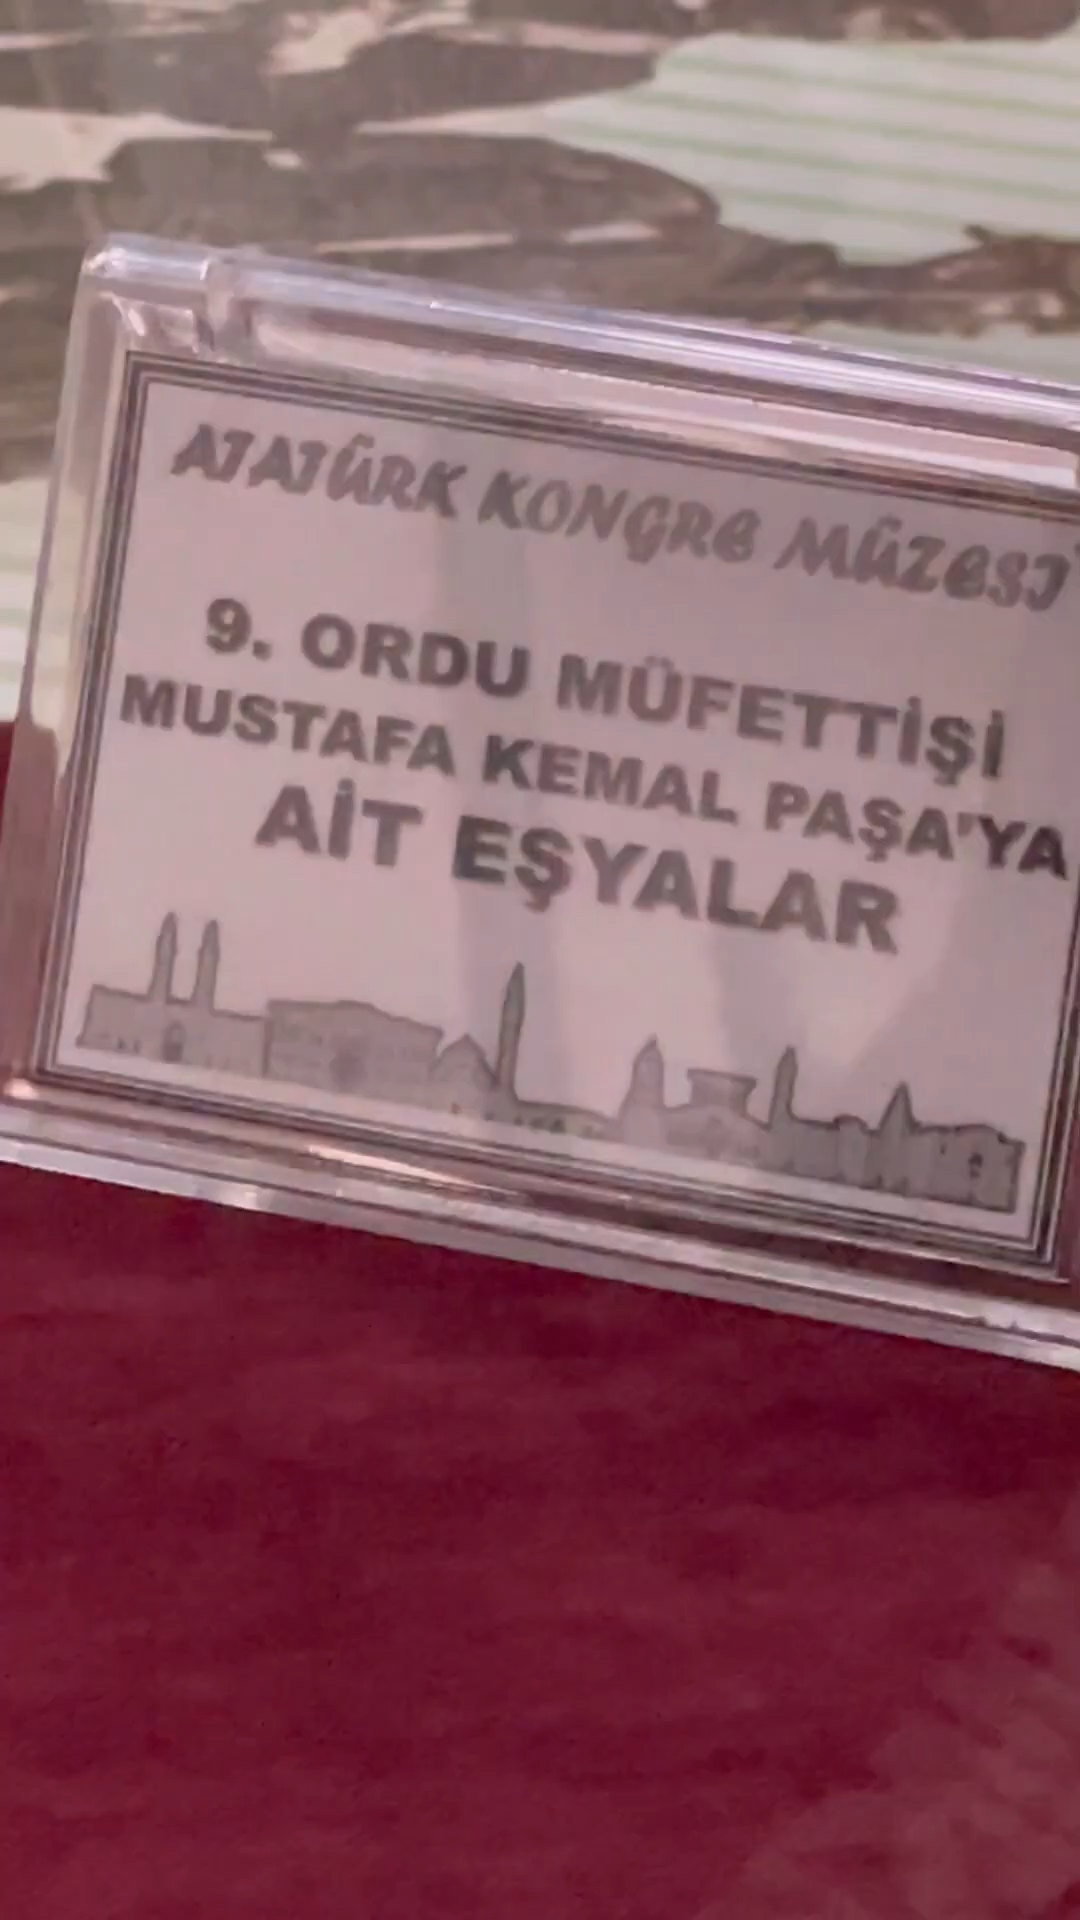 ATATÜRK KONGRE MÜZESİ
9. ORDU MÜFETTİŞİ
MUSTAFA KEMAL PAŞA'YA
AİT EŞYALAR